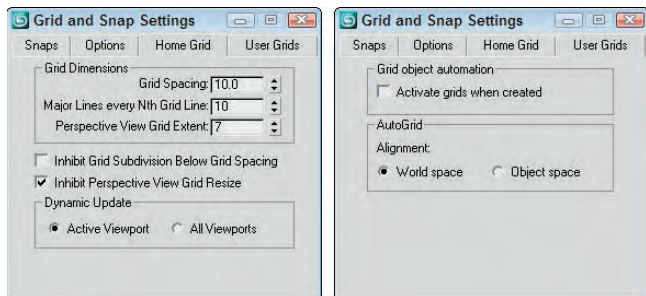 Grid and Snap Settings
Snaps Options Home Grid User Grids
Grid Dimensions
Grid Spacing: 10.0
Major Lines every Nth Grid Line: 10
Perspective View Grid Extent: 7
Inhibit Grid Subdivision Below Grid Spacing
Inhibit Perspective View Grid Resize
Dynamic Update
Active Viewport All Viewports
Grid and Snap Settings
Snaps Options Home Grid User Grids
Grid object automation
Activate grids when created
AutoGrid
Alignment:
World space Object space